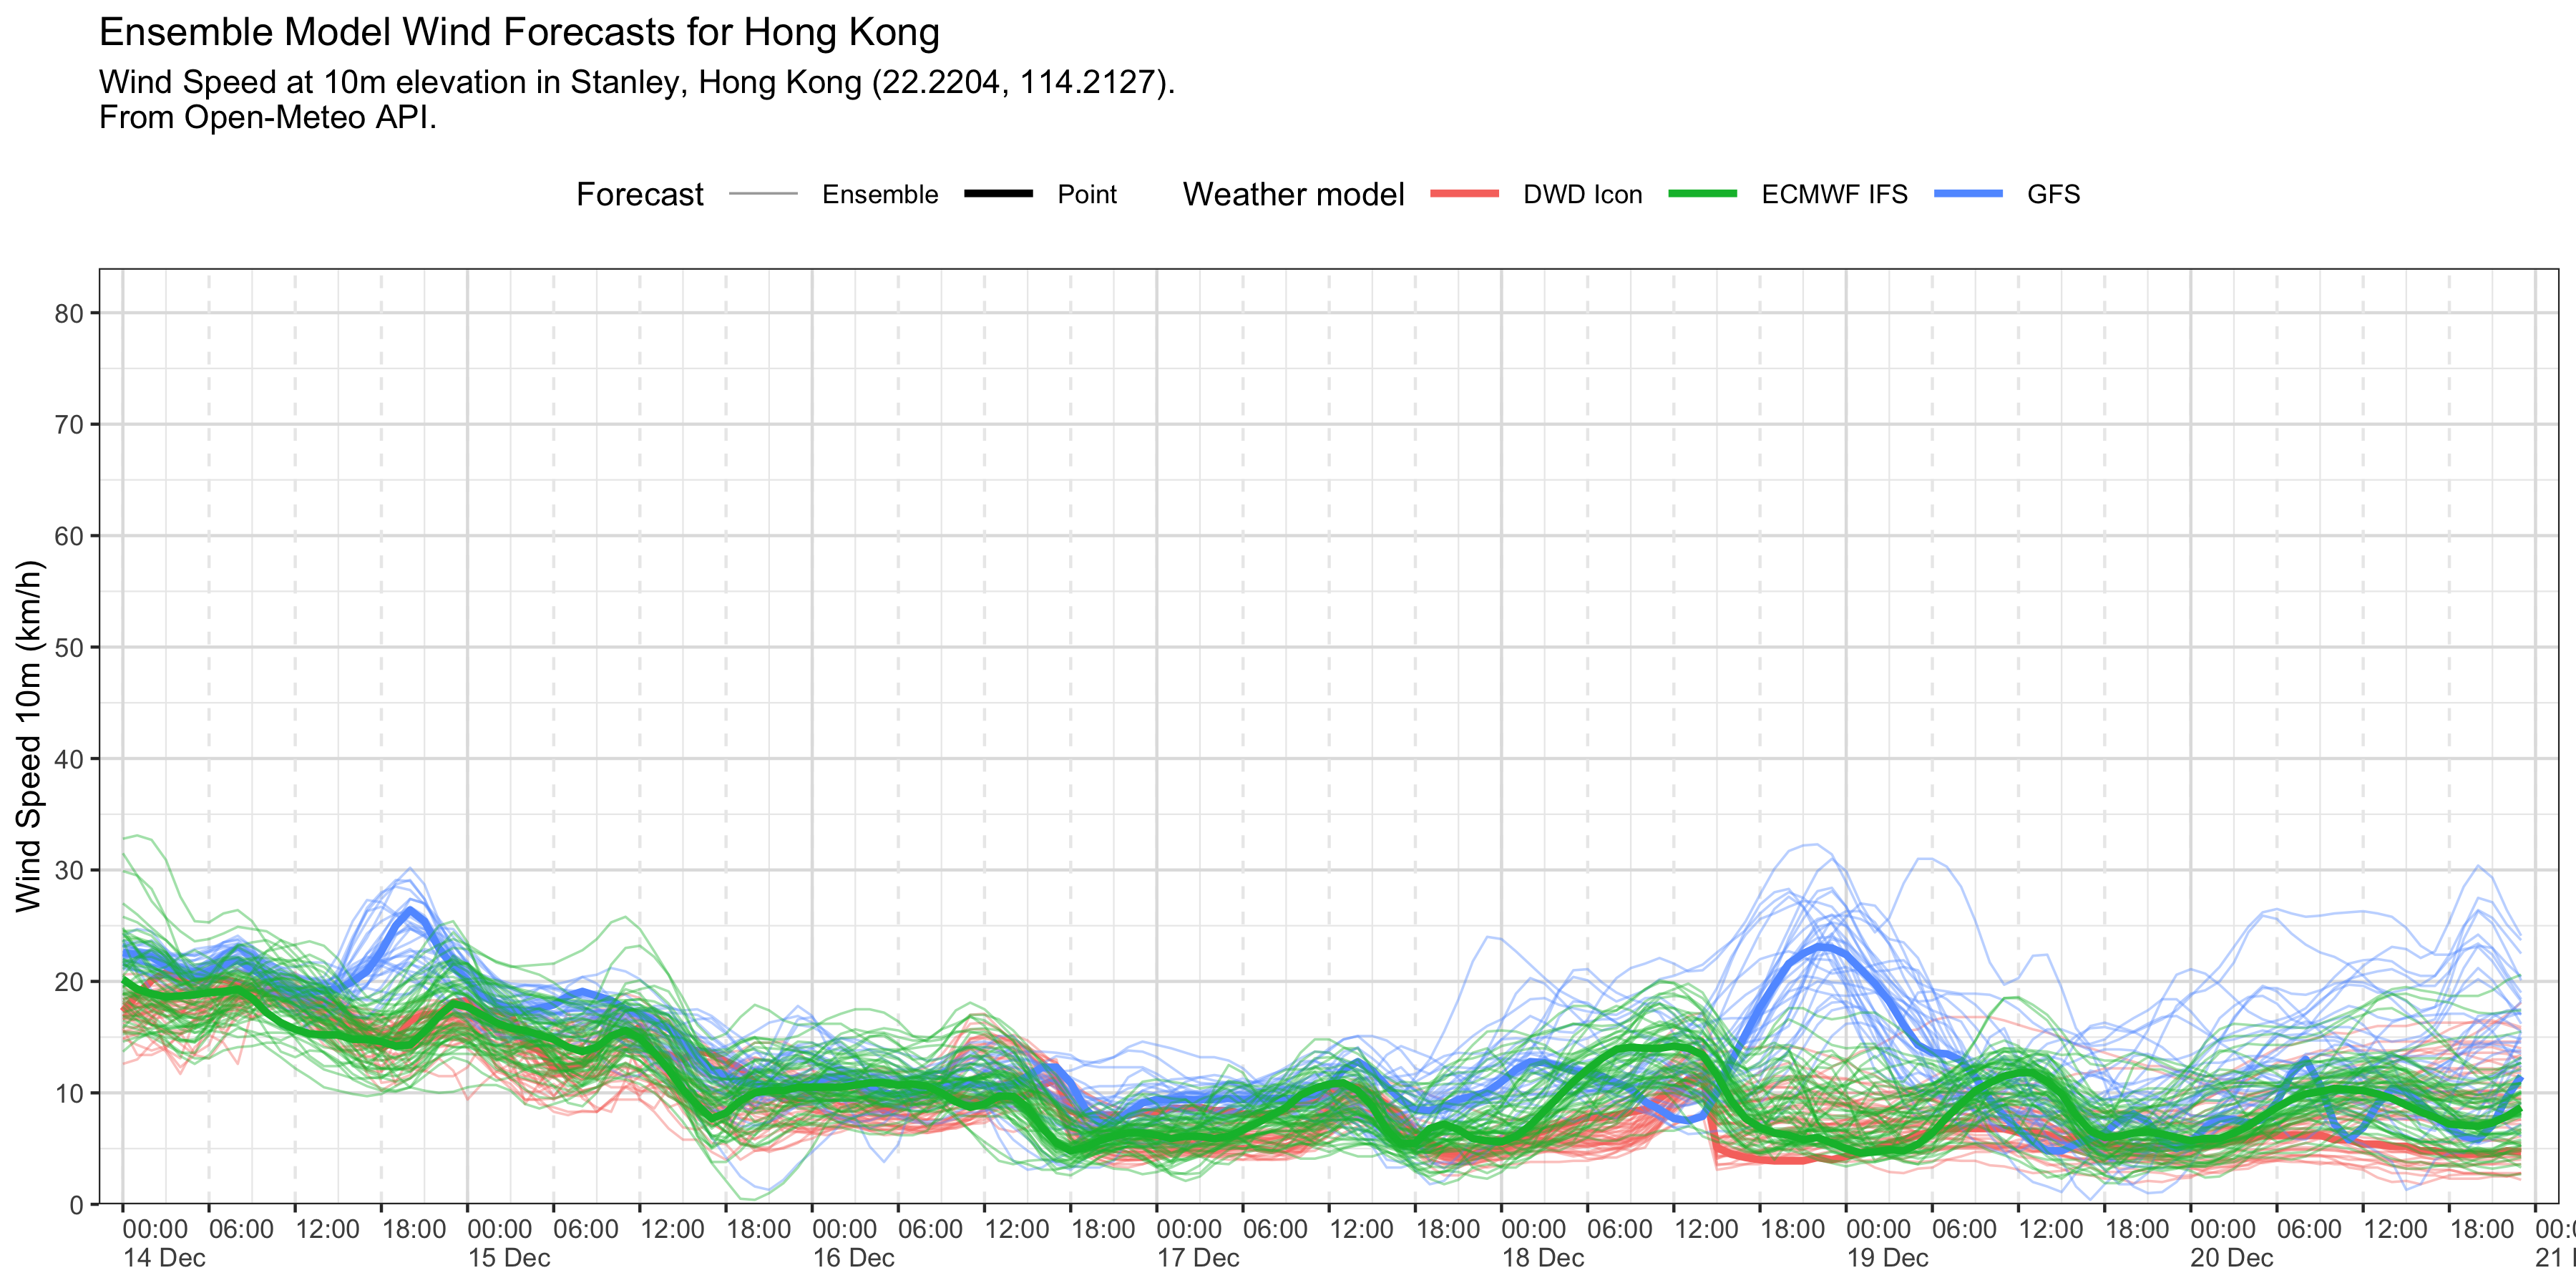 Ensemble Model Wind Forecasts for Hong Kong
Wind Speed at 10m elevation in Stanley, Hong Kong (22.2204, 114.2127).
From Open-Meteo API.
Forecast Ensemble Point Weather model DWD Icon ECMWF IFS GFS
Wind Speed 10m (km/h)
80
70
60
50
40
30
20
10
0
00:00 06:00 12:00 18:00 00:00 06:00 12:00 18:00 00:00 06:00 12:00 18:00 00:00 06:00 12:00 18:00 00:00 06:00 12:00 18:00 00:00 06:00 12:00 18:00 00:00 06:00 12:00 18:00 00:0
14 Dec 15 Dec 16 Dec 17 Dec 18 Dec 19 Dec 20 Dec 21